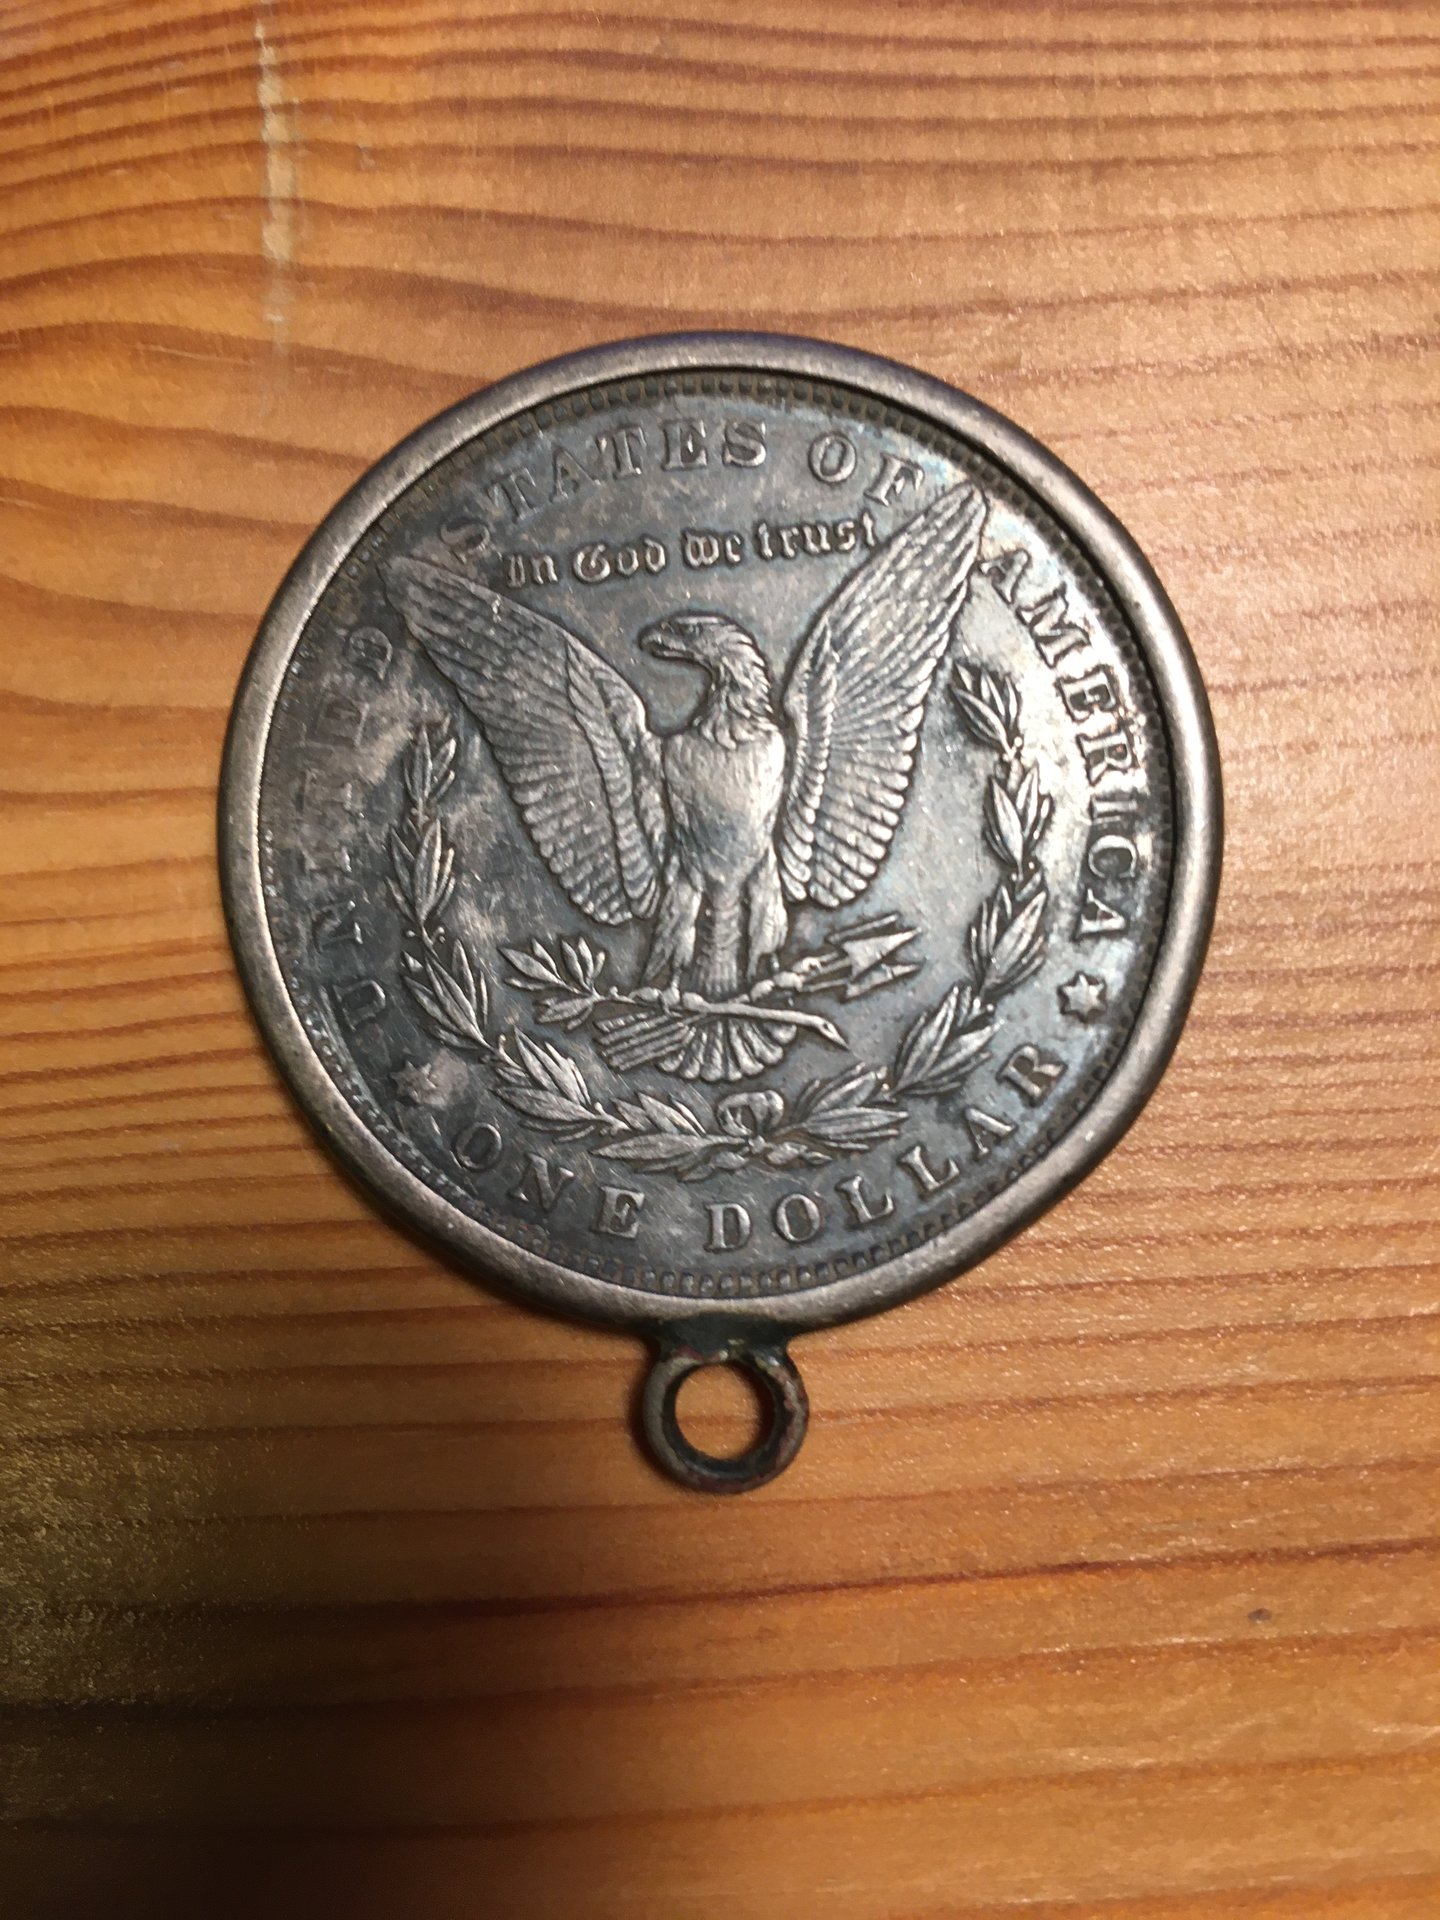 UNITED STATES OF AMERICA
In God we trust
ONE DOLLAR